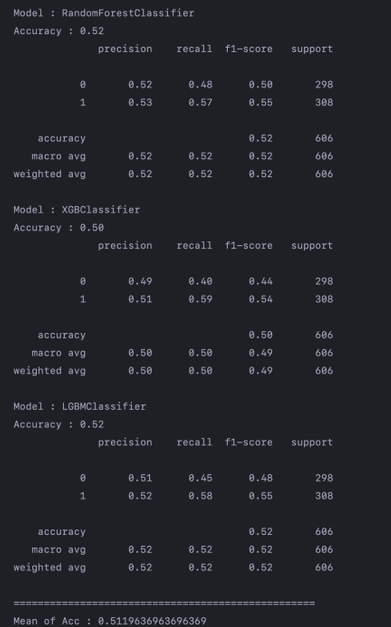 Model : RandomForestClassifier
Accuracy : 0.52
precision recall f1-score support
0 0.52 0.48 0.50 298
1 0.53 0.57 0.55 308
accuracy 0.52 606
macro avg 0.52 0.52 0.52 606
weighted avg 0.52 0.52 0.52 606
Model : XGBClassifier
Accuracy : 0.50
precision recall f1-score support
0 0.49 0.40 0.44 298
1 0.51 0.59 0.54 308
accuracy 0.50 606
macro avg 0.50 0.50 0.49 606
weighted avg 0.50 0.50 0.49 606
Model : LGBMClassifier
Accuracy : 0.52
precision recall f1-score support
0 0.51 0.45 0.48 298
1 0.52 0.58 0.55 308
accuracy 0.52 606
macro avg 0.52 0.52 0.52 606
weighted avg 0.52 0.52 0.52 606
==================================================
Mean of Acc : 0.5119636963696369